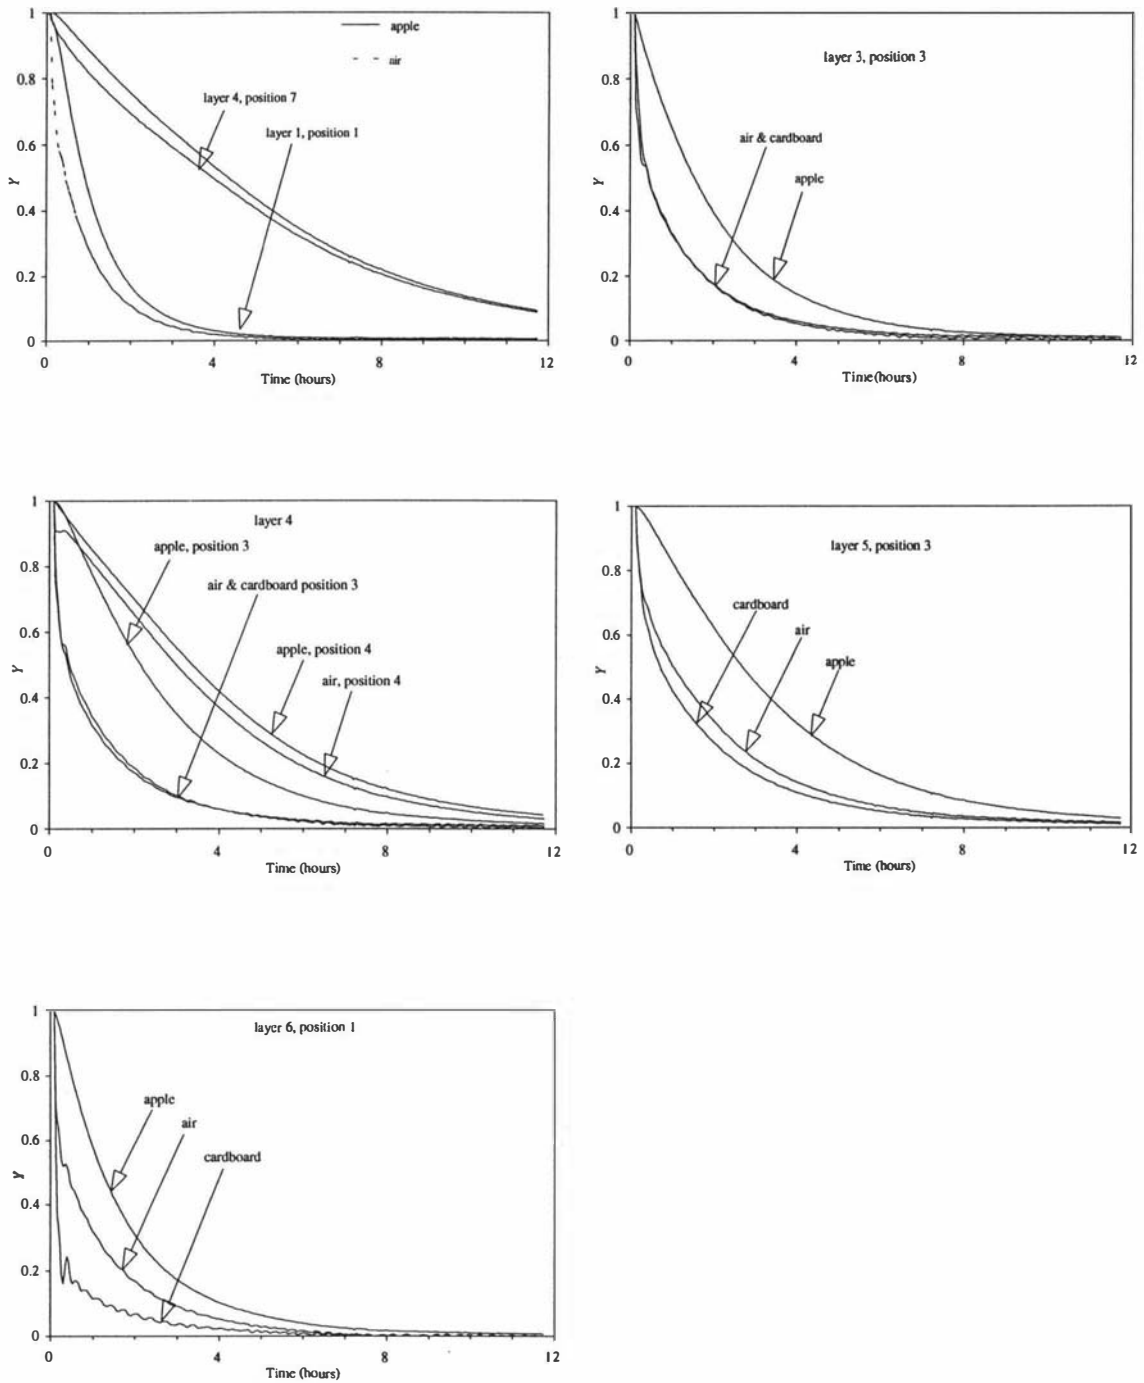 1
0.8
0.6
0.4
0.2
0
Y
apple
air
layer 4, position 7
layer 1, position 1
0
4
8
12
Time (hours)
1
0.8
0.6
0.4
0.2
0
Y
layer 3, position 3
air & cardboard
apple
0
4
8
12
Time(hours)
1
0.8
0.6
0.4
0.2
0
Y
layer 4
apple, position 3
air & cardboard position 3
apple, position 4
air, position 4
0
4
8
12
Time (hours)
1
0.8
0.6
0.4
0.2
0
Y
layer 5, position 3
cardboard
air
apple
0
4
8
12
Time (hours)
1
0.8
0.6
0.4
0.2
0
Y
layer 6, position 1
apple
air
cardboard
0
4
8
12
Time (hours)